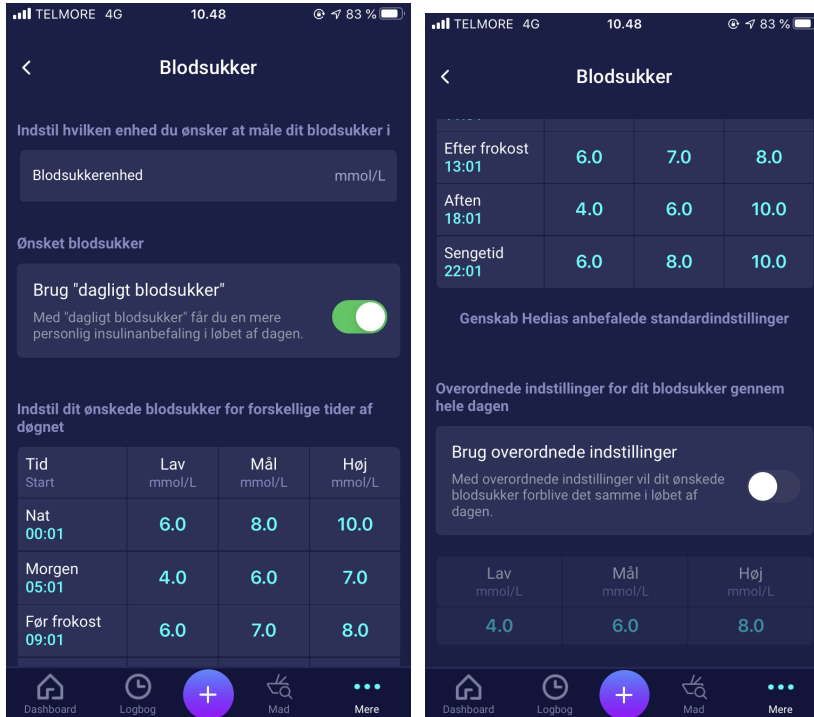 TELMORE 4G 10.48 83 %
Blodsukker
Indstil hvilken enhed du ønsker at måle dit blodsukker i
Blodsukkerenhed mmol/L
Ønsket blodsukker
Brug "dagligt blodsukker"
Med "dagligt blodsukker" får du en mere
personlig insulinanbefaling i løbet af dagen.
Indstil dit ønskede blodsukker for forskellige tider af
døgnet
Tid Lav Mål Høj
Start mmol/L mmol/L mmol/L
Nat
00:01 6.0 8.0 10.0
Morgen
05:01 4.0 6.0 7.0
Før frokost
09:01 6.0 7.0 8.0
Dashboard Logbog Mad Mere
TELMORE 4G 10.48 83 %
Blodsukker
Efter frokost
13:01 6.0 7.0 8.0
Aften
18:01 4.0 6.0 10.0
Sengetid
22:01 6.0 8.0 10.0
Genskab Hedias anbefalede standardindstillinger
Overordnede indstillinger for dit blodsukker gennem
hele dagen
Brug overordnede indstillinger
Med overordnede indstillinger vil dit ønskede
blodsukker forblive det samme i løbet af
dagen.
Lav Mål Høj
mmol/L mmol/L mmol/L
4.0 6.0 8.0
Dashboard Logbog Mad Mere